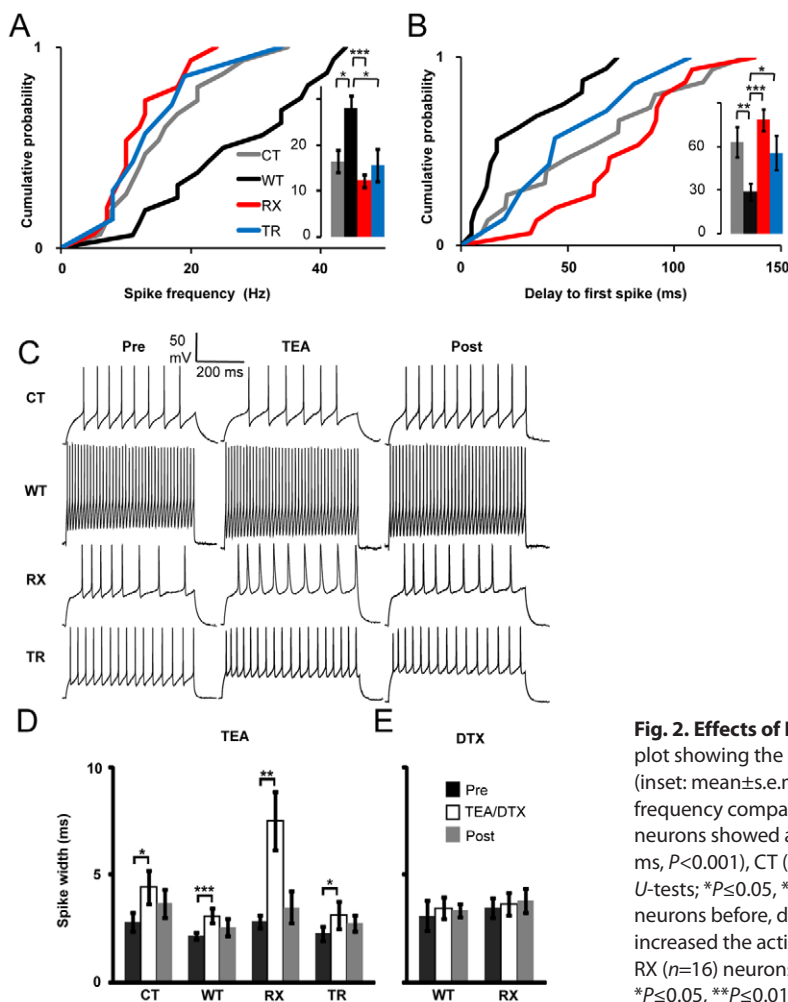 A
B
Cumulative probability
1
0
0
20
40
Spike frequency (Hz)
CT
WT
RX
TR
30
20
10
0
*
***
*
Cumulative probability
1
0
0
50
100
150
Delay to first spike (ms)
60
30
0
**
***
*
C
50
mV
200 ms
Pre
TEA
Post
CT
WT
RX
TR
D
E
TEA
DTX
Spike width (ms)
10
5
0
*
***
**
*
CT
WT
RX
TR
Pre
TEA/DTX
Post
WT
RX
Fig. 2. Effects of
plot showing the
(inset: mean±s.e.m
frequency compa
neurons showed a
ms, P<0.001), CT (
U-tests; *P≤0.05, *
neurons before, d
increased the acti
RX (n=16) neurons
*P≤0.05, **P≤0.01